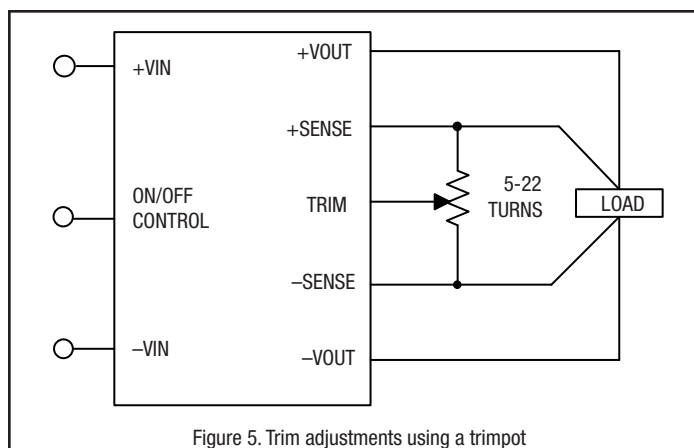 +VIN
ON/OFF
CONTROL
–VIN
+VOUT
+SENSE
TRIM
–SENSE
–VOUT
5-22
TURNS
LOAD
Figure 5. Trim adjustments using a trimpot